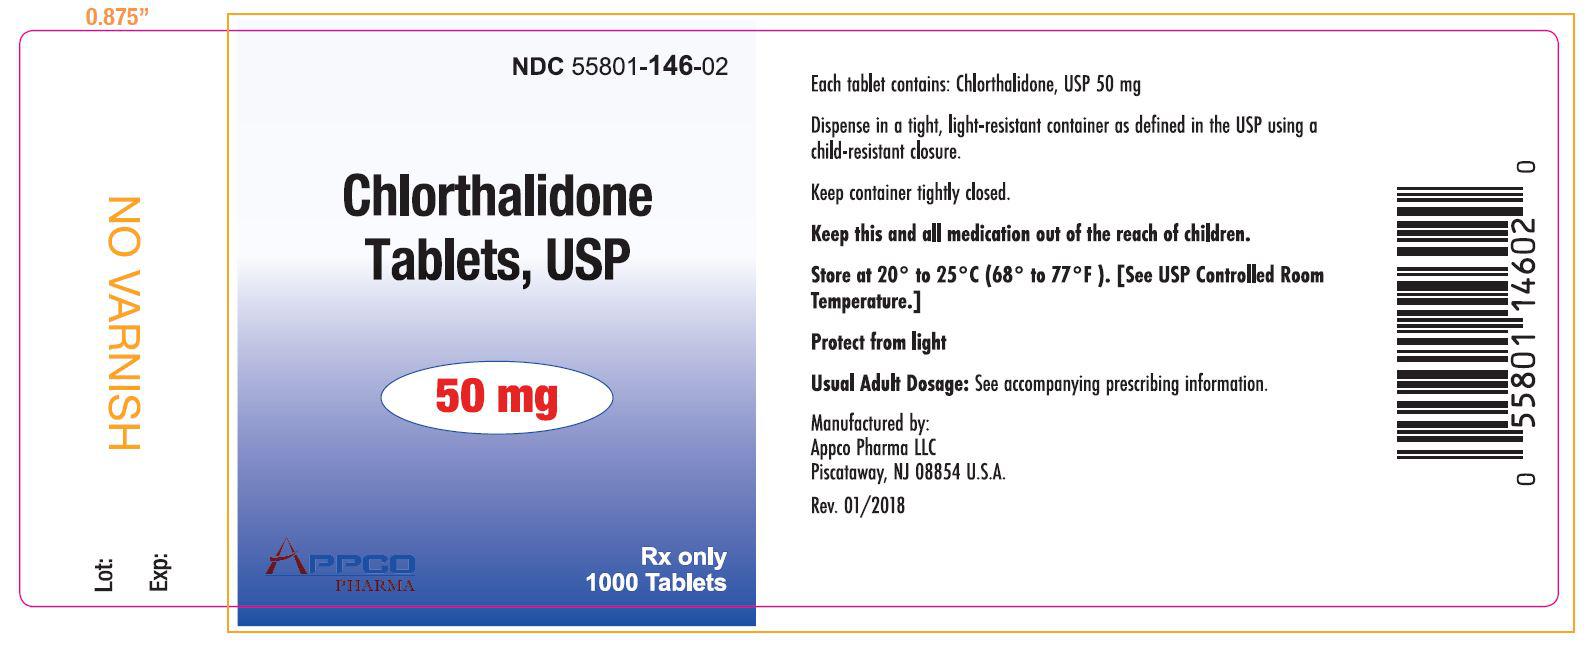 0.875”
NO VARNISH
Lot:
Exp:
NDC 55801-146-02
Chlorthalidone
Tablets, USP
50 mg
APPCO
PHARMA
Rx only
1000 Tablets
Each tablet contains: Chlorthalidone, USP 50 mg
Dispense in a tight, light-resistant container as defined in the USP using a
child-resistant closure.
Keep container tightly closed.
Keep this and all medication out of the reach of children.
Store at 20° to 25°C (68° to 77°F ). [See USP Controlled Room
Temperature.]
Protect from light
Usual Adult Dosage: See accompanying prescribing information.
Manufactured by:
Appco Pharma LLC
Piscataway, NJ 08854 U.S.A.
Rev. 01/2018
0 55801 14602 0